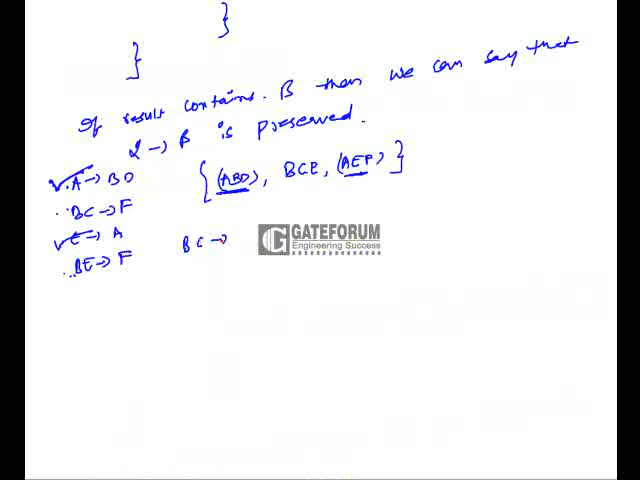 }
}
If result contains. β then we can say that
α → β is preserved.
✓. A → BD {(ABD), BCE, (AEF)}
∵ BC → F
✓ E → A
∴ BE → F BC →
GATEFORUM
Engineering Success